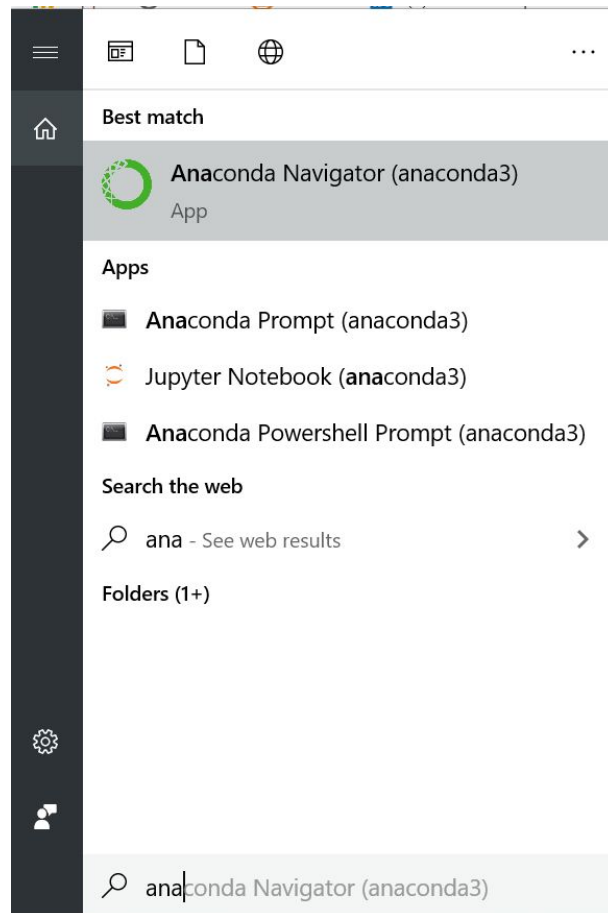 Best match
Anaconda Navigator (anaconda3)
App
Apps
Anaconda Prompt (anaconda3)
Jupyter Notebook (anaconda3)
Anaconda Powershell Prompt (anaconda3)
Search the web
ana - See web results
Folders (1+)
anaconda Navigator (anaconda3)